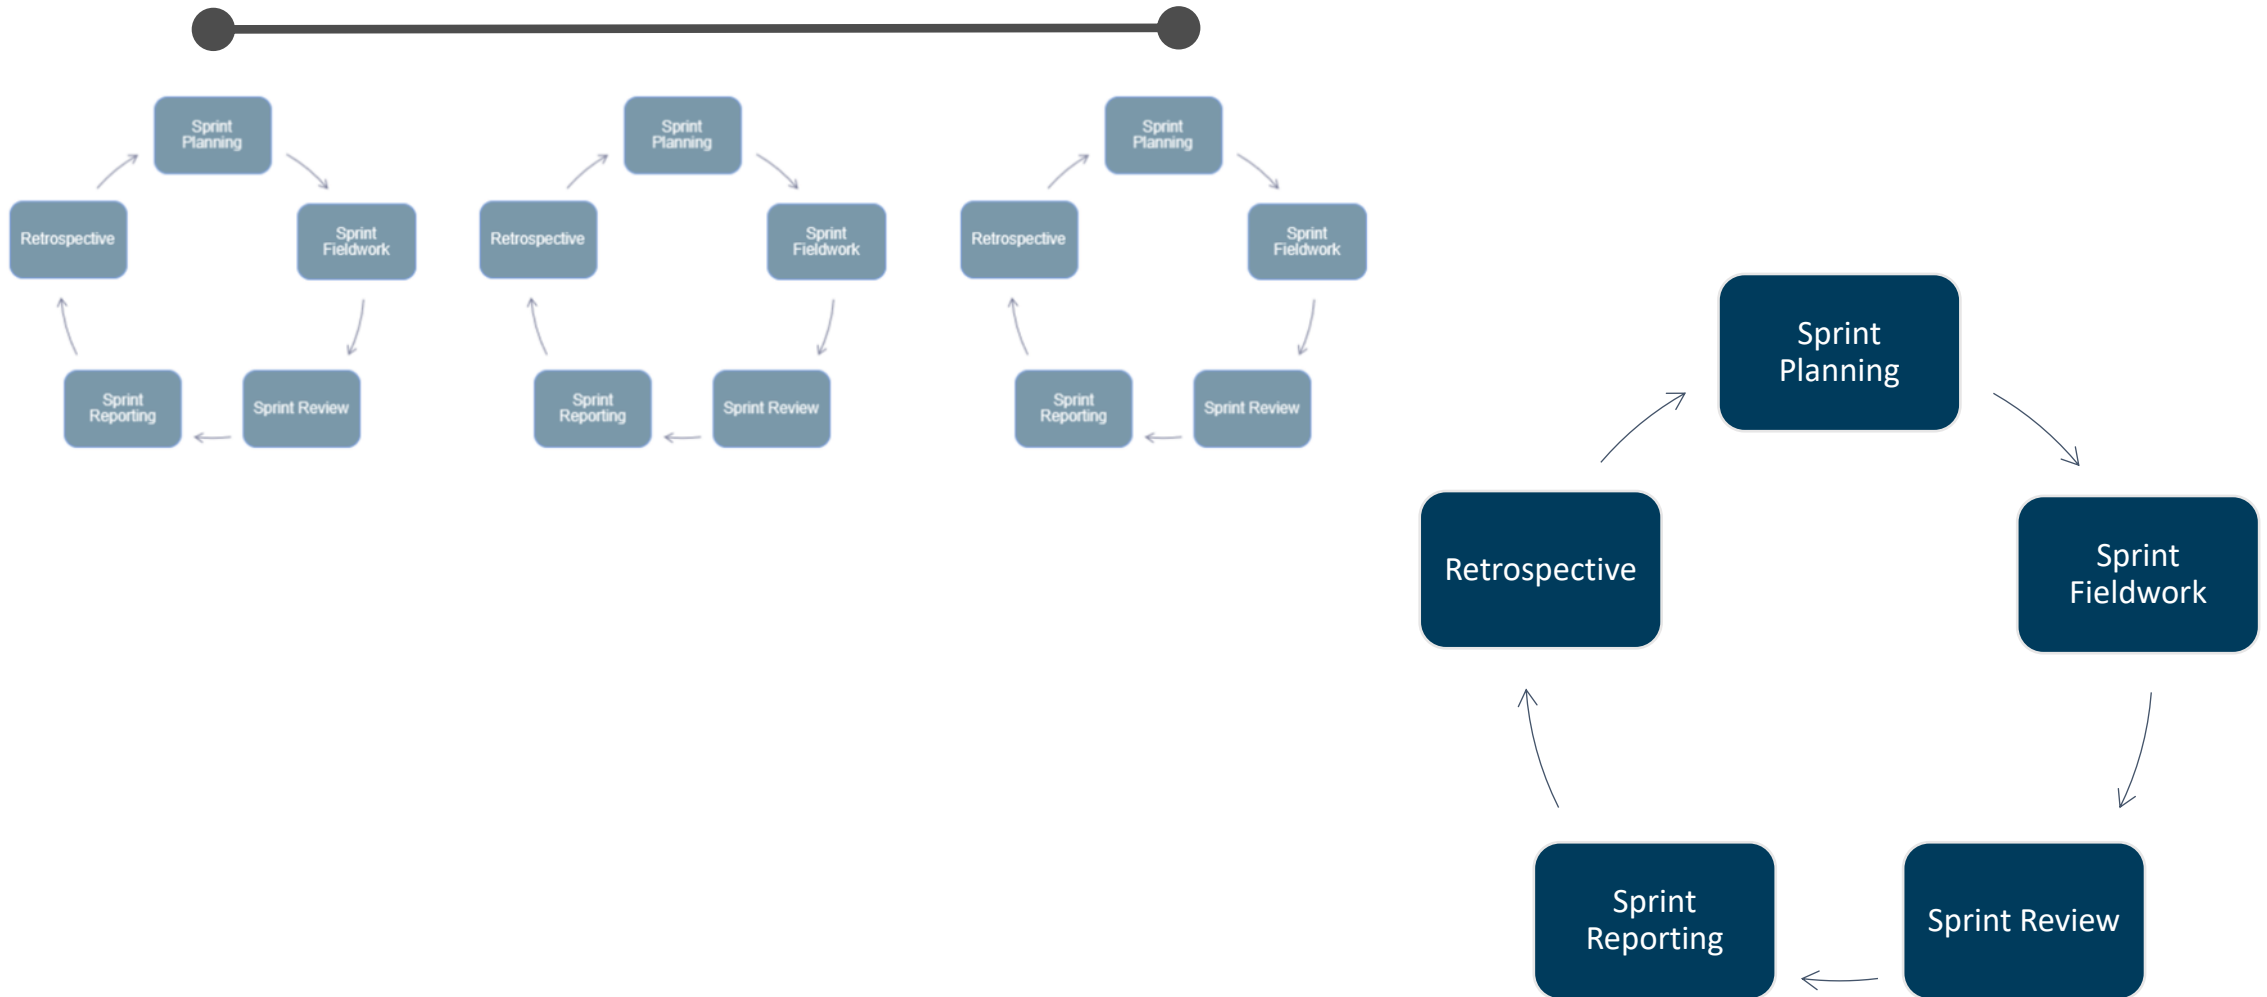 Sprint
Planning
Sprint
Fieldwork
Sprint Review
Sprint
Reporting
Retrospective
Sprint
Planning
Sprint
Fieldwork
Sprint Review
Sprint
Reporting
Retrospective
Sprint
Planning
Sprint
Fieldwork
Sprint Review
Sprint
Reporting
Retrospective
Sprint
Planning
Sprint
Fieldwork
Sprint Review
Sprint
Reporting
Retrospective